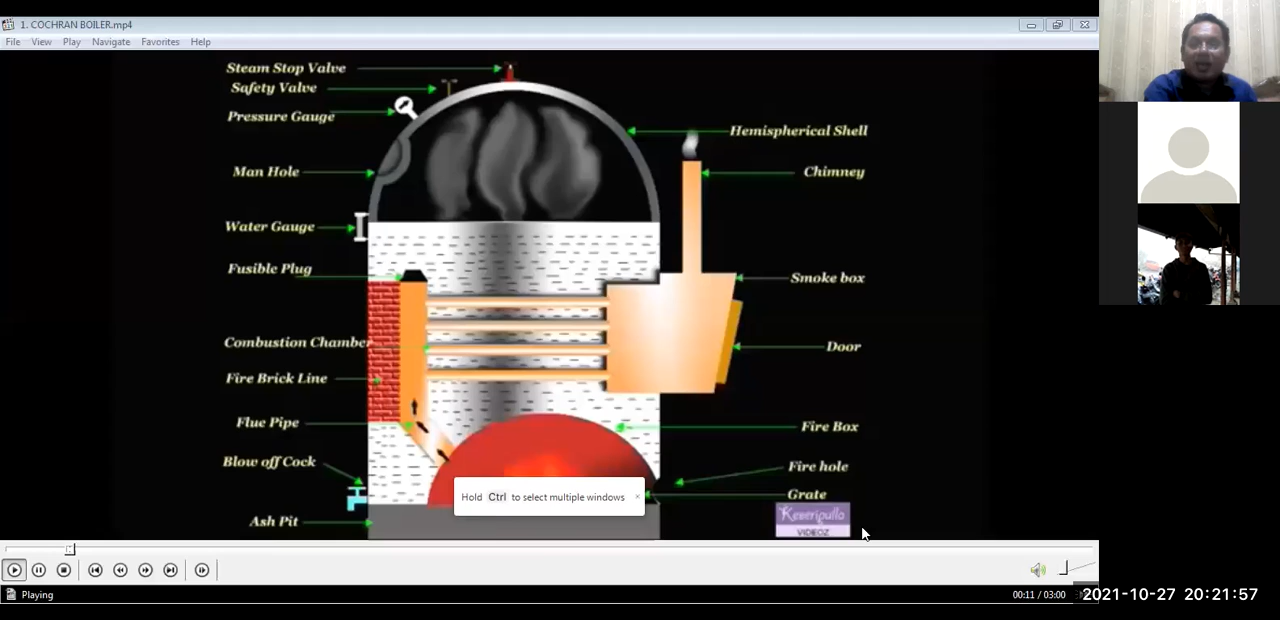 1. COCHRAN BOILER.mp4
File View Play Navigate Favorites Help
Steam Stop Valve
Safety Valve
Pressure Gauge
Hemispherical Shell
Man Hole
Chimney
Water Gauge
Fusible Plug
Smoke box
Combustion Chamber
Door
Fire Brick Line
Flue Pipe
Fire Box
Blow off Cock
Fire hole
Hold Ctrl to select multiple windows ×
Grate
Keveripulla
VIDEOZ
Ash Pit
Playing
00:11 / 03:00
2021-10-27 20:21:57